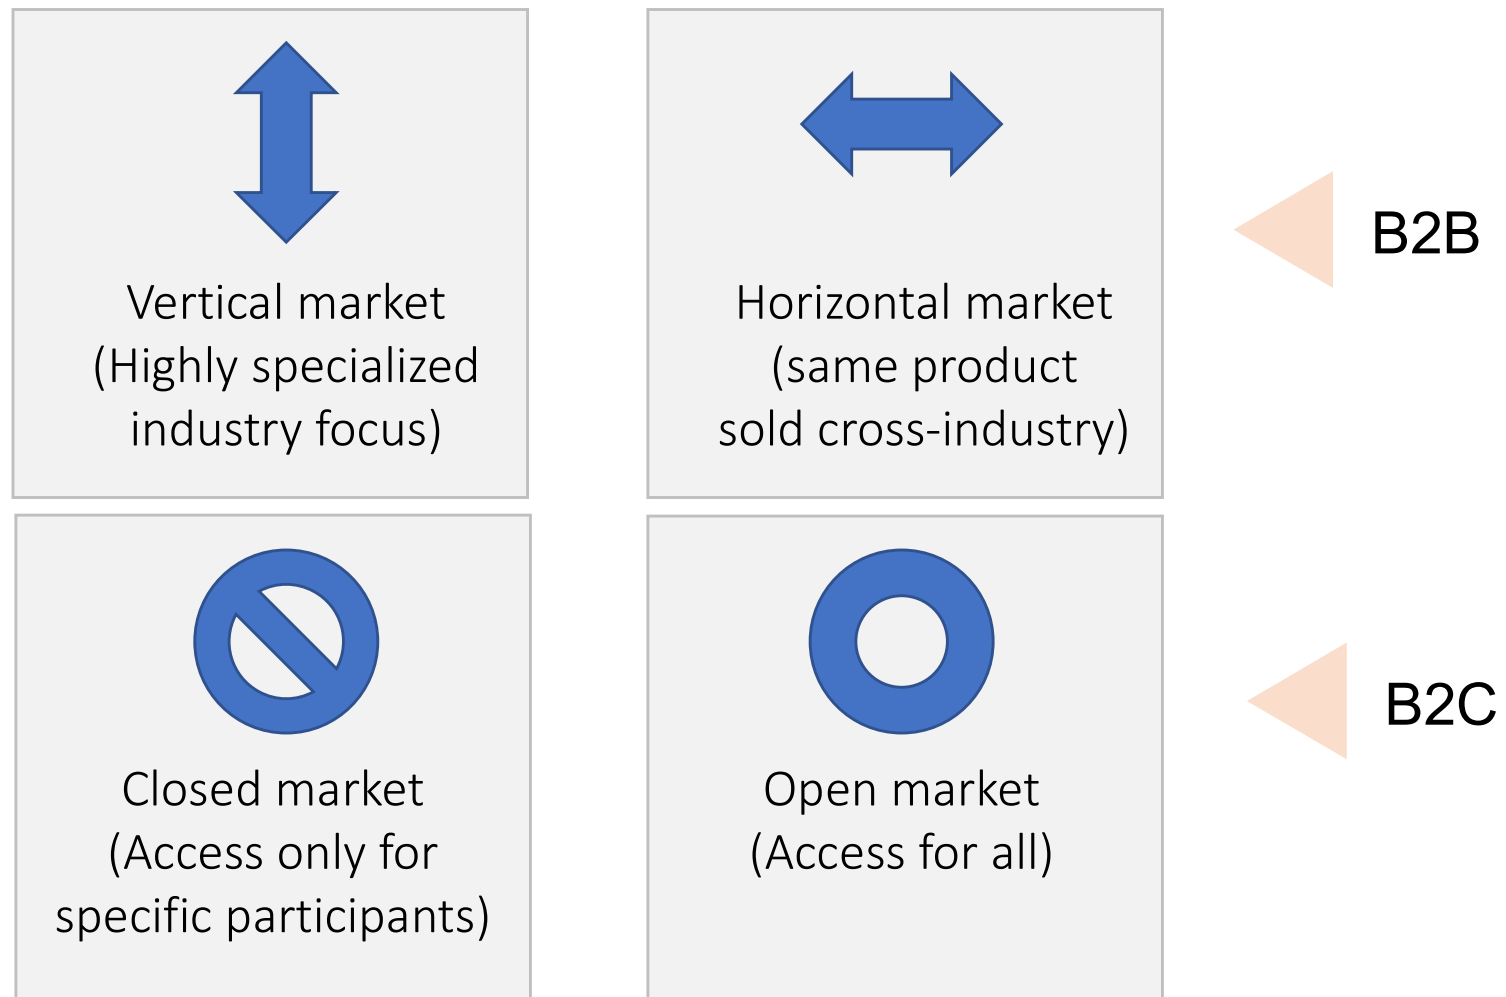 Vertical market
(Highly specialized
industry focus)
Horizontal market
(same product
sold cross-industry)
B2B
Closed market
(Access only for
specific participants)
Open market
(Access for all)
B2C